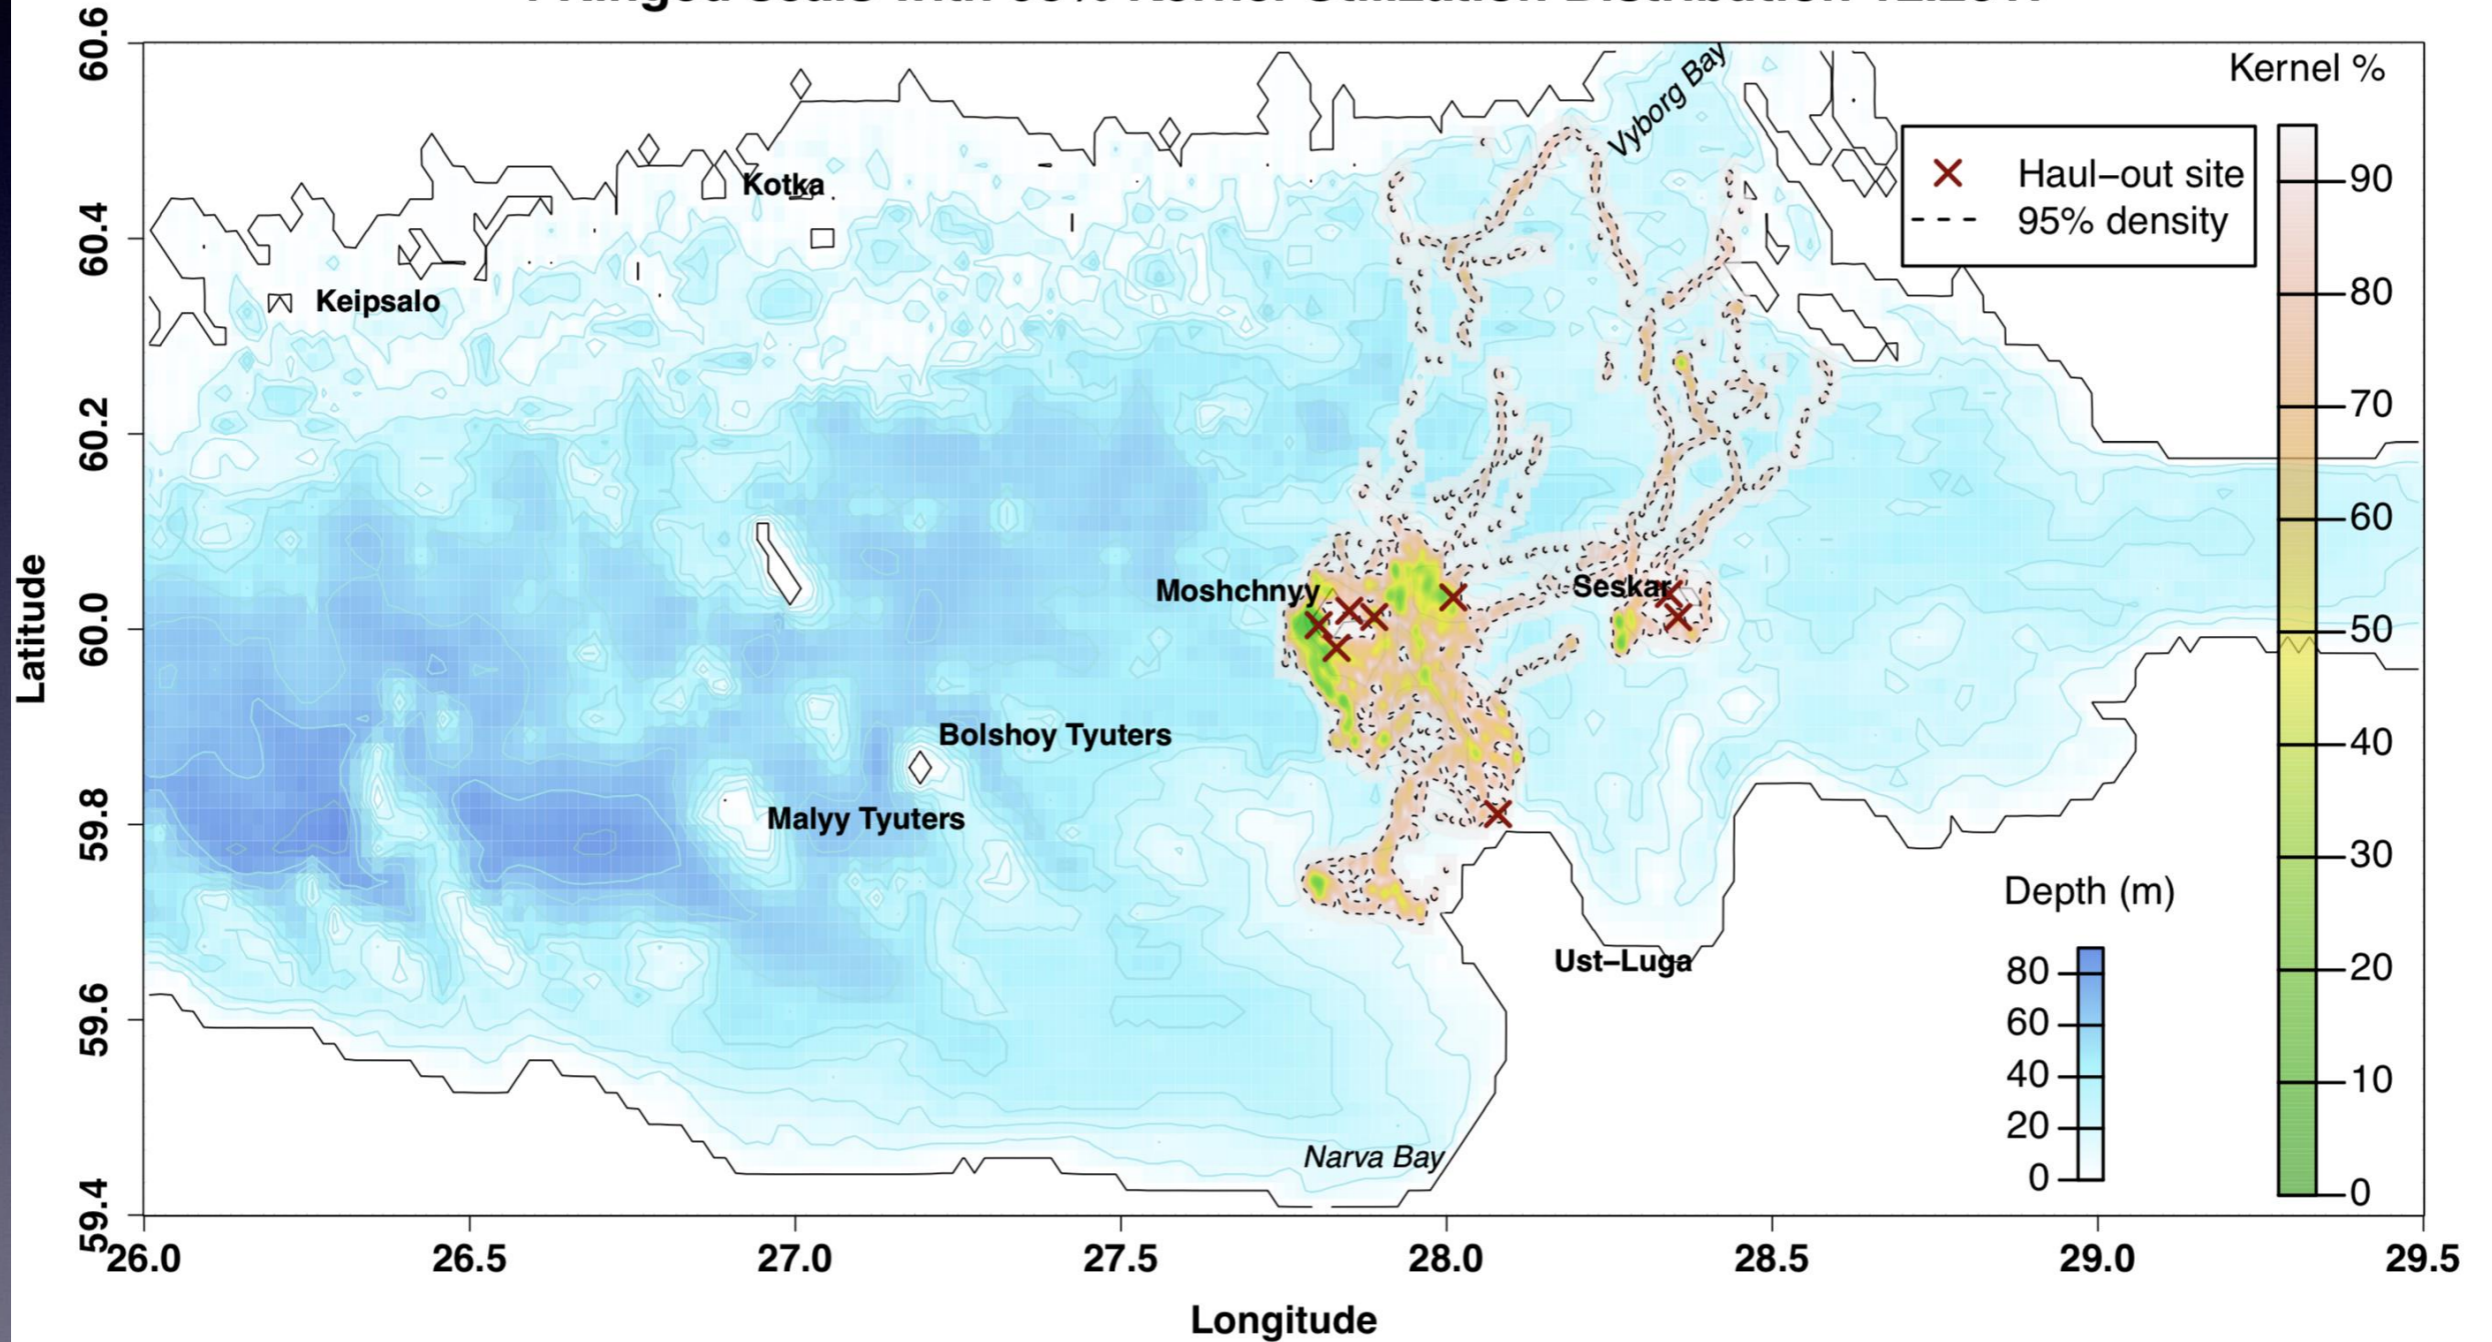 60.6
60.4
60.2
60.0
59.8
59.6
59.4
Latitude
26.0
26.5
27.0
27.5
28.0
28.5
29.0
29.5
Longitude
Vyborg Bay
Kotka
Keipsalo
Moshchnyy
Seskar
Bolshoy Tyuters
Malyy Tyuters
Ust–Luga
Narva Bay
Haul–out site
95% density
Kernel %
90
80
70
60
50
40
30
20
10
0
Depth (m)
80
60
40
20
0